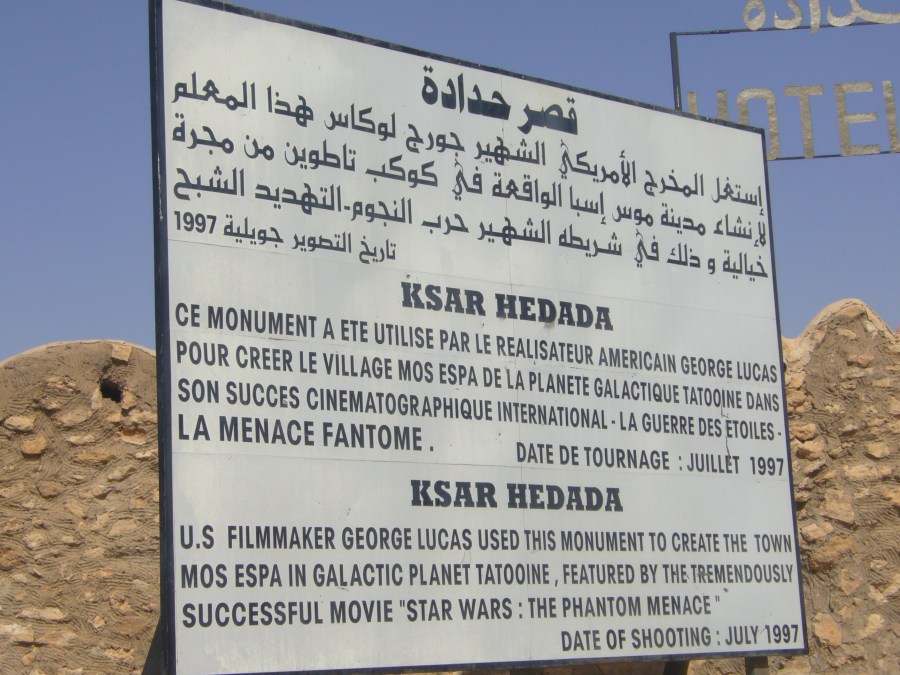 دادة
HOTEL
قصر حدادة
إستغل المخرج الأمريكي الشهير جورج لوكاس هذا المعلم
لإنشاء مدينة موس إسبا الواقعة في كوكب تاطوين من مجرة
خيالية و ذلك في شريطه الشهير حرب النجوم-التهديد الشبح
تاريخ التصوير جويلية 1997
KSAR HEDADA
CE MONUMENT A ETE UTILISE PAR LE REALISATEUR AMERICAIN GEORGE LUCAS
POUR CREER LE VILLAGE MOS ESPA DE LA PLANETE GALACTIQUE TATOOINE DANS
SON SUCCES CINEMATOGRAPHIQUE INTERNATIONAL - LA GUERRE DES ETOILES -
LA MENACE FANTOME . DATE DE TOURNAGE : JUILLET 1997
KSAR HEDADA
U.S FILMMAKER GEORGE LUCAS USED THIS MONUMENT TO CREATE THE TOWN
MOS ESPA IN GALACTIC PLANET TATOOINE , FEATURED BY THE TREMENDOUSLY
SUCCESSFUL MOVIE "STAR WARS : THE PHANTOM MENACE "
DATE OF SHOOTING : JULY 1997